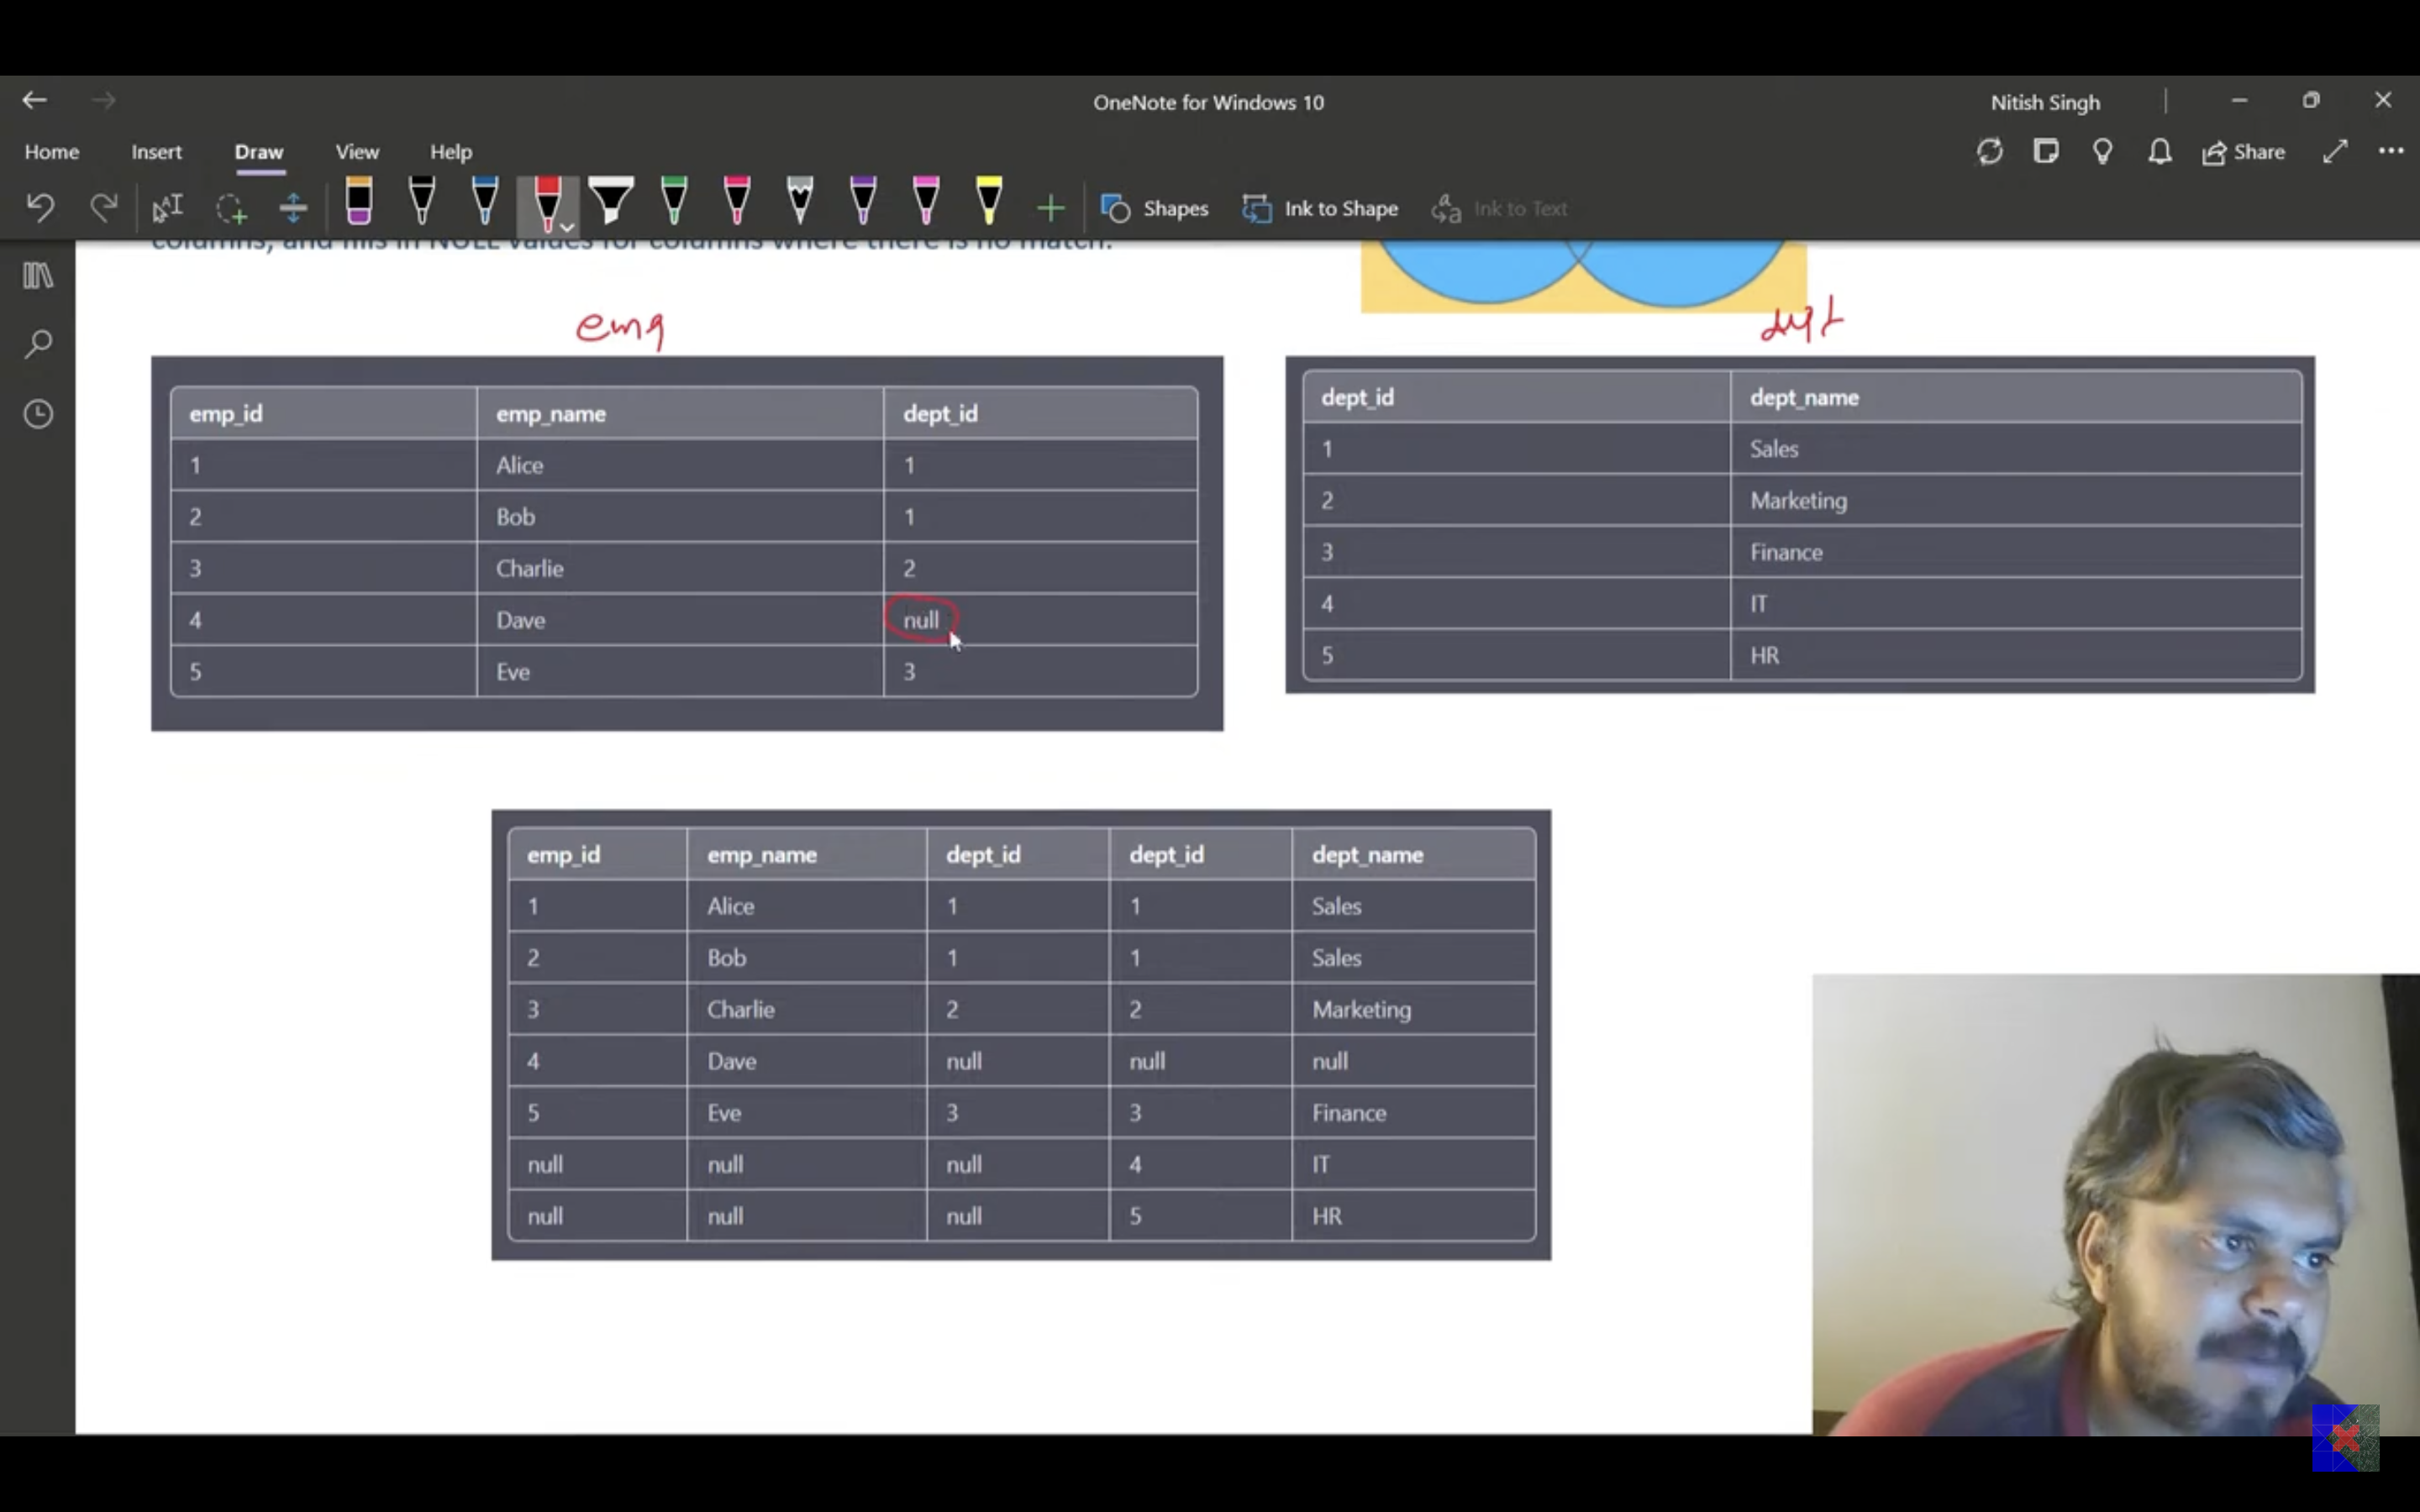 OneNote for Windows 10
Nitish Singh
Home Insert Draw View Help
Share
Shapes Ink to Shape Ink to Text
columns, and fills in NULL values for columns where there is no match.
emp
dept
emp_id emp_name dept_id
1 Alice 1
2 Bob 1
3 Charlie 2
4 Dave null
5 Eve 3
dept_id dept_name
1 Sales
2 Marketing
3 Finance
4 IT
5 HR
emp_id emp_name dept_id dept_id dept_name
1 Alice 1 1 Sales
2 Bob 1 1 Sales
3 Charlie 2 2 Marketing
4 Dave null null null
5 Eve 3 3 Finance
null null null 4 IT
null null null 5 HR